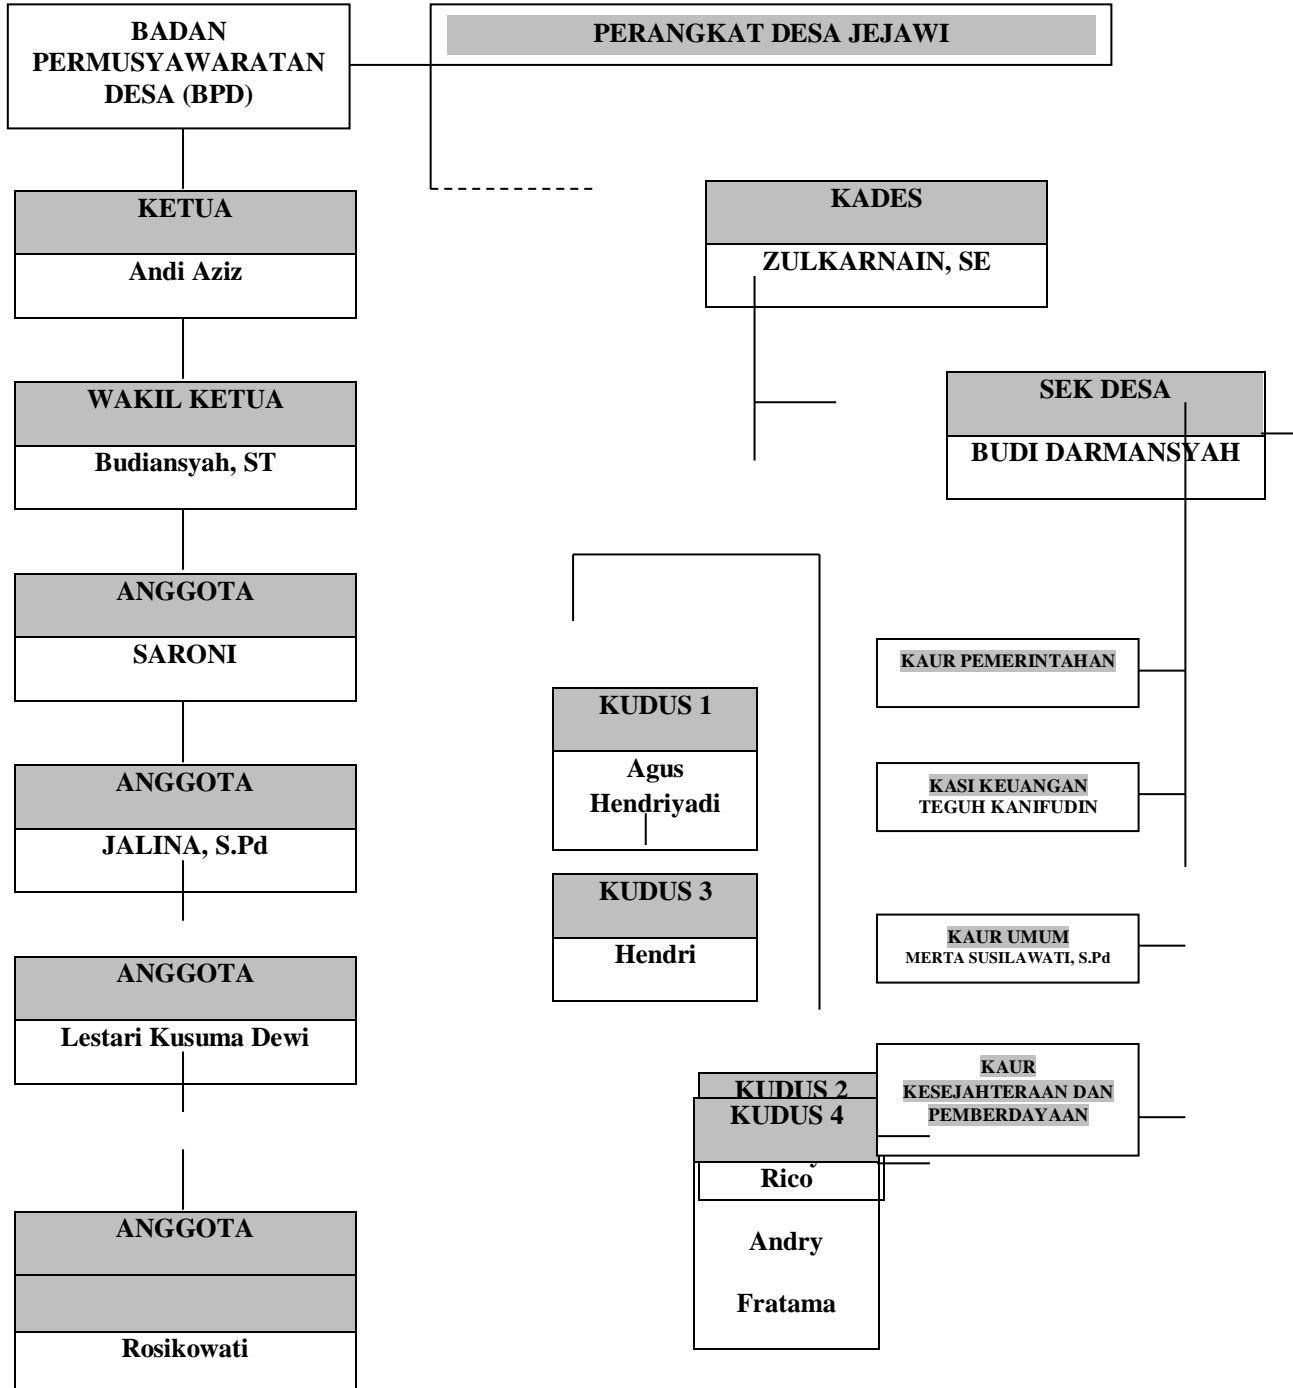 BADAN
PERMUSYAWARATAN
DESA (BPD)
PERANGKAT DESA JEJAWI
KETUA
Andi Aziz
KADES
ZULKARNAIN, SE
WAKIL KETUA
Budiansyah, ST
SEK DESA
BUDI DARMANSYAH
ANGGOTA
SARONI
ANGGOTA
JALINA, S.Pd
ANGGOTA
Lestari Kusuma Dewi
ANGGOTA
Rosikowati
KUDUS 1
Agus
Hendriyadi
KUDUS 3
Hendri
KUDUS 2
KUDUS 4
Rico
Andry
Fratama
KAUR PEMERINTAHAN
KASI KEUANGAN
TEGUH KANIFUDIN
KAUR UMUM
MERTA SUSILAWATI, S.Pd
KAUR
KESEJAHTERAAN DAN
PEMBERDAYAAN